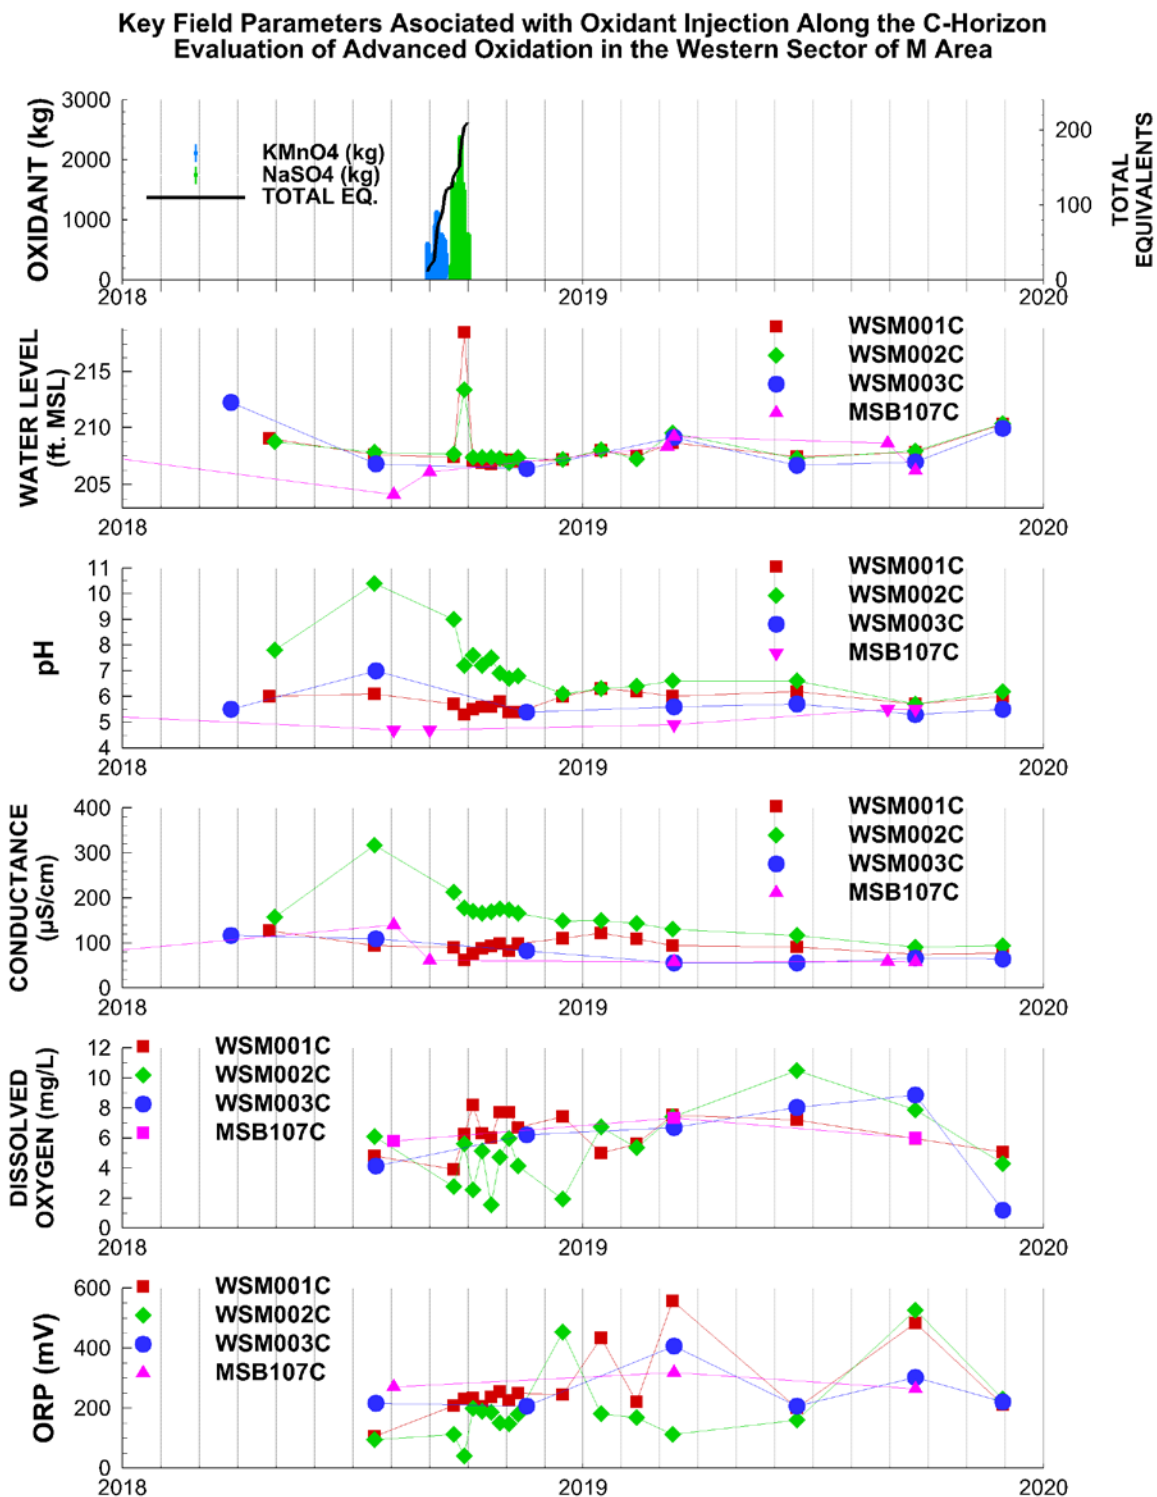 Key Field Parameters Asociated with Oxidant Injection Along the C-Horizon
Evaluation of Advanced Oxidation in the Western Sector of M Area
OXIDANT (kg)
3000
2000
1000
0
KMnO4 (kg)
NaSO4 (kg)
TOTAL EQ.
200
100
0
TOTAL
EQUIVALENTS
2018
2019
2020
WATER LEVEL
(ft. MSL)
215
210
205
WSM001C
WSM002C
WSM003C
MSB107C
2018
2019
2020
pH
11
10
9
8
7
6
5
4
WSM001C
WSM002C
WSM003C
MSB107C
2018
2019
2020
CONDUCTANCE
(µS/cm)
400
300
200
100
0
WSM001C
WSM002C
WSM003C
MSB107C
2018
2019
2020
DISSOLVED
OXYGEN (mg/L)
12
10
8
6
4
2
0
WSM001C
WSM002C
WSM003C
MSB107C
2018
2019
2020
ORP (mV)
600
400
200
0
WSM001C
WSM002C
WSM003C
MSB107C
2018
2019
2020